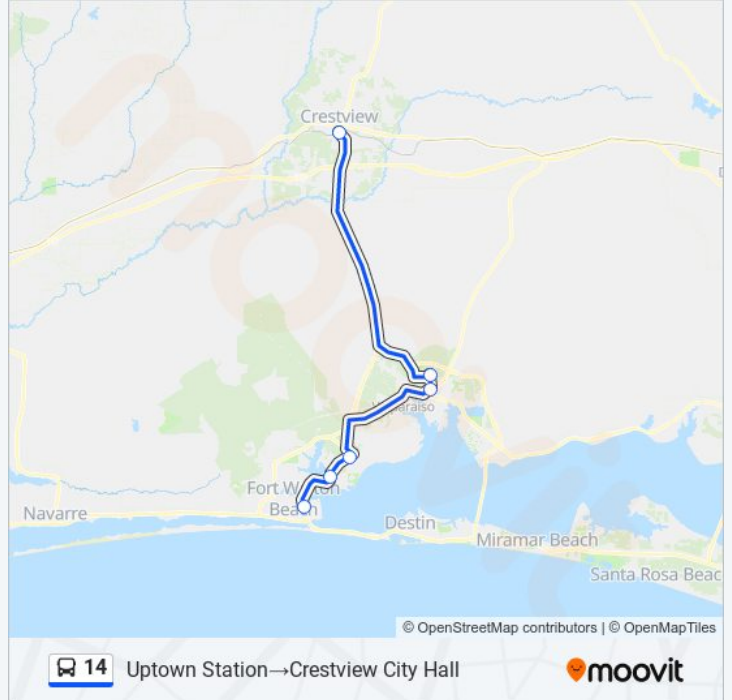 Crestview
Valparaiso
Fort Walton
Beach
Navarre
Destin
Miramar Beach
Santa Rosa Beac
© OpenStreetMap contributors | © OpenMapTiles
14 Uptown Station→Crestview City Hall
moovit